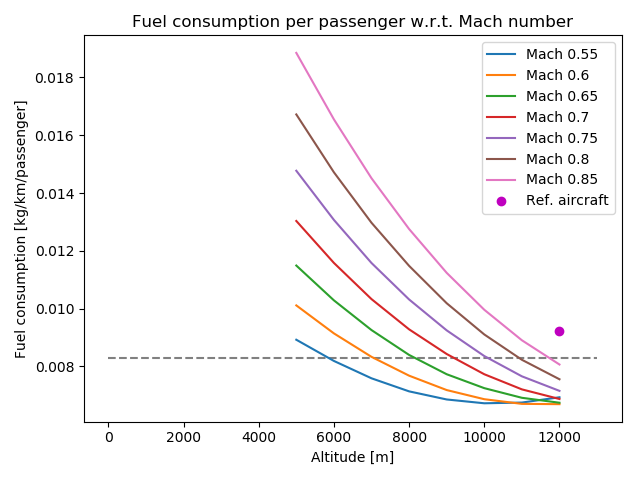 Fuel consumption per passenger w.r.t. Mach number
Fuel consumption [kg/km/passenger]
0.018
0.016
0.014
0.012
0.010
0.008
Mach 0.55
Mach 0.6
Mach 0.65
Mach 0.7
Mach 0.75
Mach 0.8
Mach 0.85
Ref. aircraft
0 2000 4000 6000 8000 10000 12000
Altitude [m]